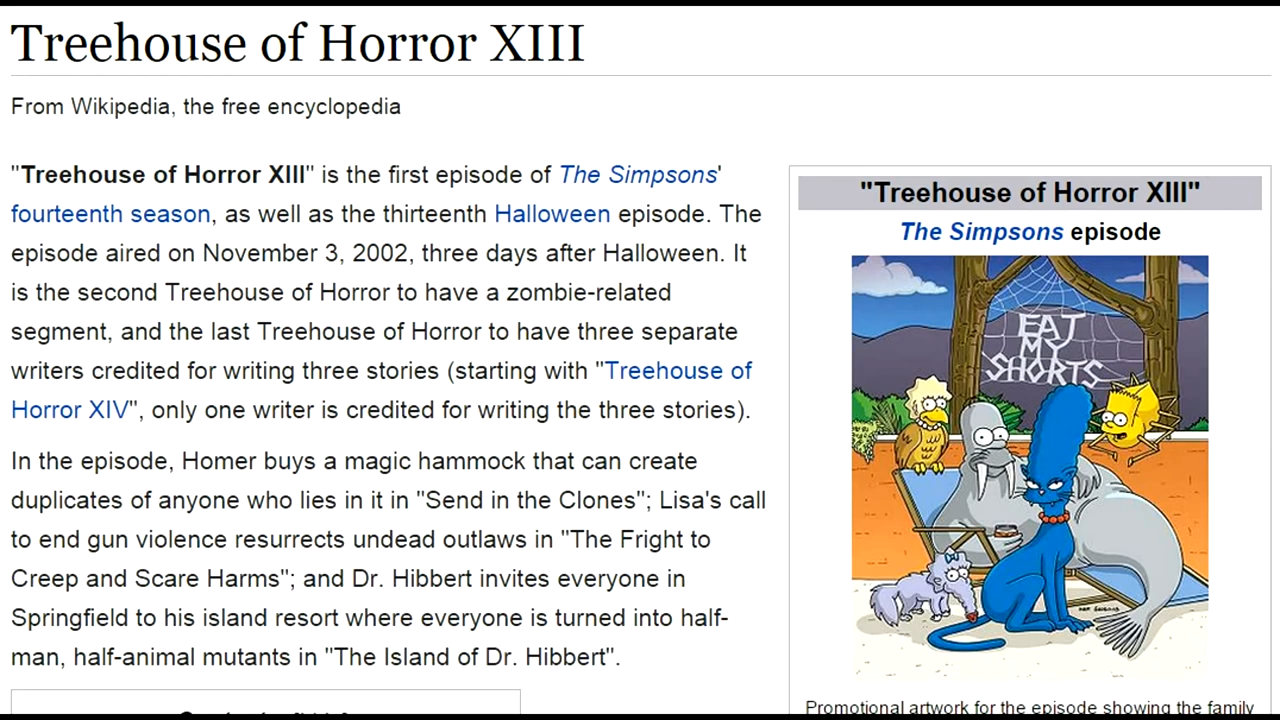 Treehouse of Horror XIII
From Wikipedia, the free encyclopedia
"Treehouse of Horror XIII" is the first episode of The Simpsons'
fourteenth season, as well as the thirteenth Halloween episode. The
episode aired on November 3, 2002, three days after Halloween. It
is the second Treehouse of Horror to have a zombie-related
segment, and the last Treehouse of Horror to have three separate
writers credited for writing three stories (starting with "Treehouse of
Horror XIV", only one writer is credited for writing the three stories).
In the episode, Homer buys a magic hammock that can create
duplicates of anyone who lies in it in "Send in the Clones"; Lisa's call
to end gun violence resurrects undead outlaws in "The Fright to
Creep and Scare Harms"; and Dr. Hibbert invites everyone in
Springfield to his island resort where everyone is turned into half-
man, half-animal mutants in "The Island of Dr. Hibbert".
"Treehouse of Horror XIII"
The Simpsons episode
EAT
MY
SHORTS
Promotional artwork for the episode showing the family